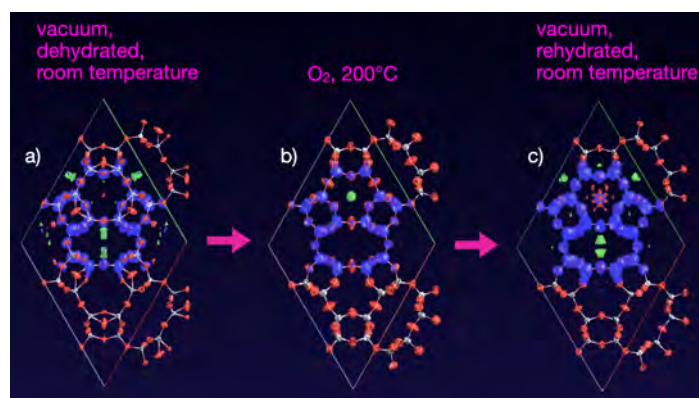 vacuum,
dehydrated,
room temperature
O₂, 200°C
vacuum,
rehydrated,
room temperature
a)
b)
c)